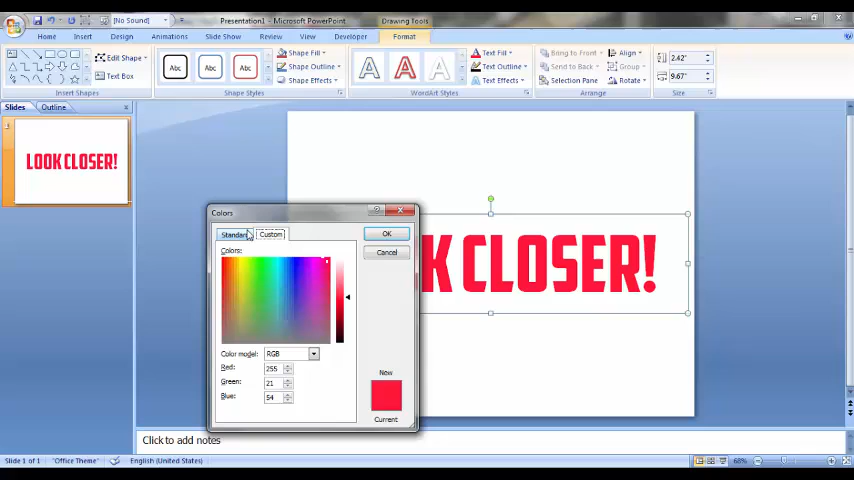 [No Sound]
Presentation1 - Microsoft PowerPoint
Drawing Tools
Home Insert Design Animations Slide Show Review View Developer Format
Edit Shape
Text Box
Insert Shapes
Abc Abc Abc
Shape Fill
Shape Outline
Shape Effects
Shape Styles
A A A
Text Fill
Text Outline
Text Effects
WordArt Styles
Bring to Front
Send to Back
Selection Pane
Align
Group
Rotate
Arrange
2.42"
9.67"
Size
Slides Outline
1
LOOK CLOSER!
K CLOSER!
Colors
Standard Custom
Colors:
Color model: RGB
Red: 255
Green: 21
Blue: 54
OK
Cancel
New
Current
Click to add notes
Slide 1 of 1 "Office Theme" English (United States) 68%